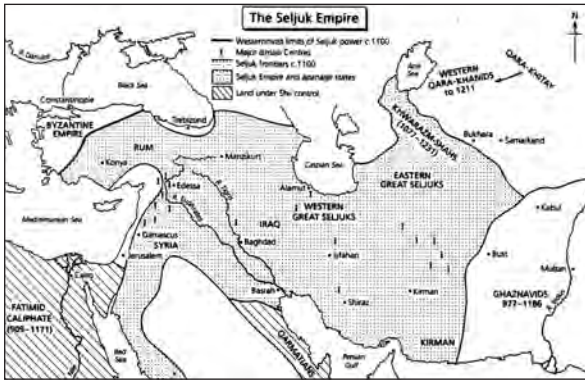 The Seljuk Empire
Westernmost limits of Seljuk power c.1100
Major Ismaili Centres
Seljuk frontiers c.1100
Seljuk Empire and appanage states
Land under Shi control
N
R. Danube
Black Sea
Aral Sea
WESTERN
QARA-KHANIDS
to 1211
QARA-KHITAY
Constantinople
BYZANTINE
EMPIRE
Trebizond
RUM
Konya
Manzikurt
Caspian Sea
KHWARAZM-SHAHS
(1077–1231)
Bukhara
Samarkand
EASTERN
GREAT SELJUKS
Edessa
R. Tigris
R. Euphrates
Alamut
WESTERN
GREAT SELJUKS
Kabul
Mediterranean Sea
IRAQ
Baghdad
Damascus
SYRIA
Isfahan
Jerusalem
Bust
Multan
Cairo
Basrah
Shiraz
Kirman
GHAZNAVIDS
977–1186
R. Indus
FATIMID
CALIPHATE
(909–1171)
Red
Sea
QARMATIANS
Persian
Gulf
KIRMAN